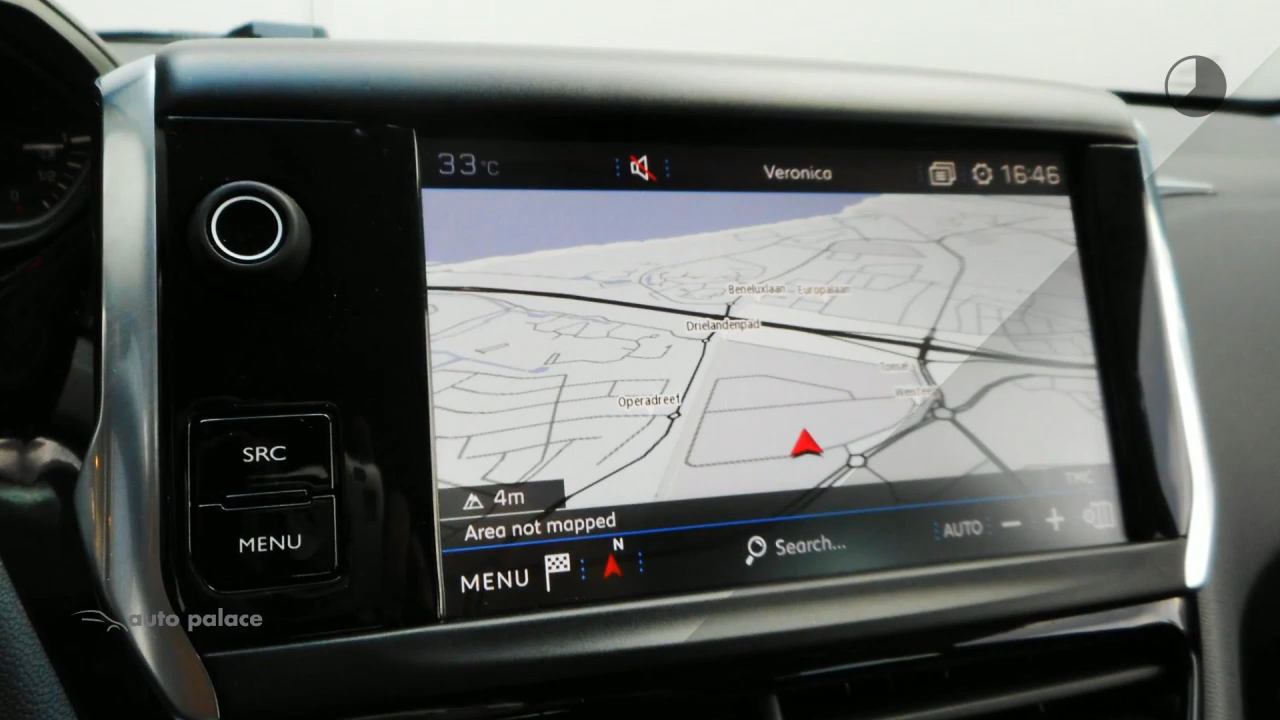 33°C
Veronica
16:46
Beneluxlaan
Europalaan
Drielandenpad
Operadreef
SRC
MENU
4m
Area not mapped
TMC
N
MENU
Search...
AUTO
auto palace